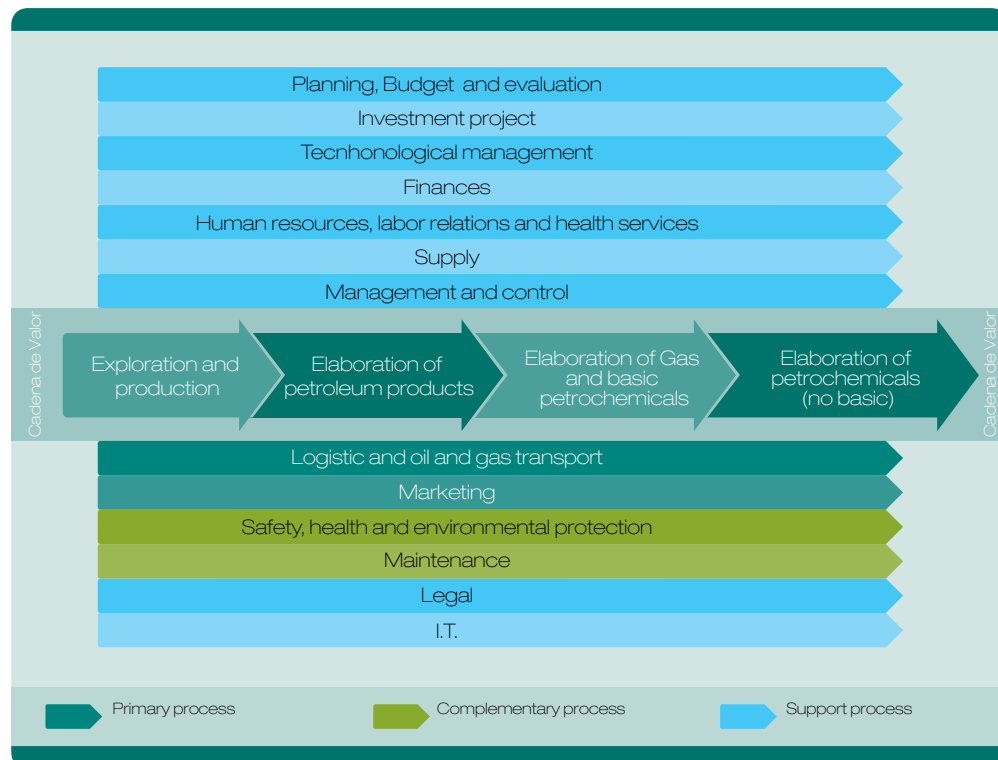 Planning, Budget and evaluation
Investment project
Tecnhonological management
Finances
Human resources, labor relations and health services
Supply
Management and control
Cadena de Valor
Exploration and
production
Elaboration of
petroleum products
Elaboration of Gas
and basic
petrochemicals
Elaboration of
petrochemicals
(no basic)
Cadena de Valor
Logistic and oil and gas transport
Marketing
Safety, health and environmental protection
Maintenance
Legal
I.T.
Primary process
Complementary process
Support process